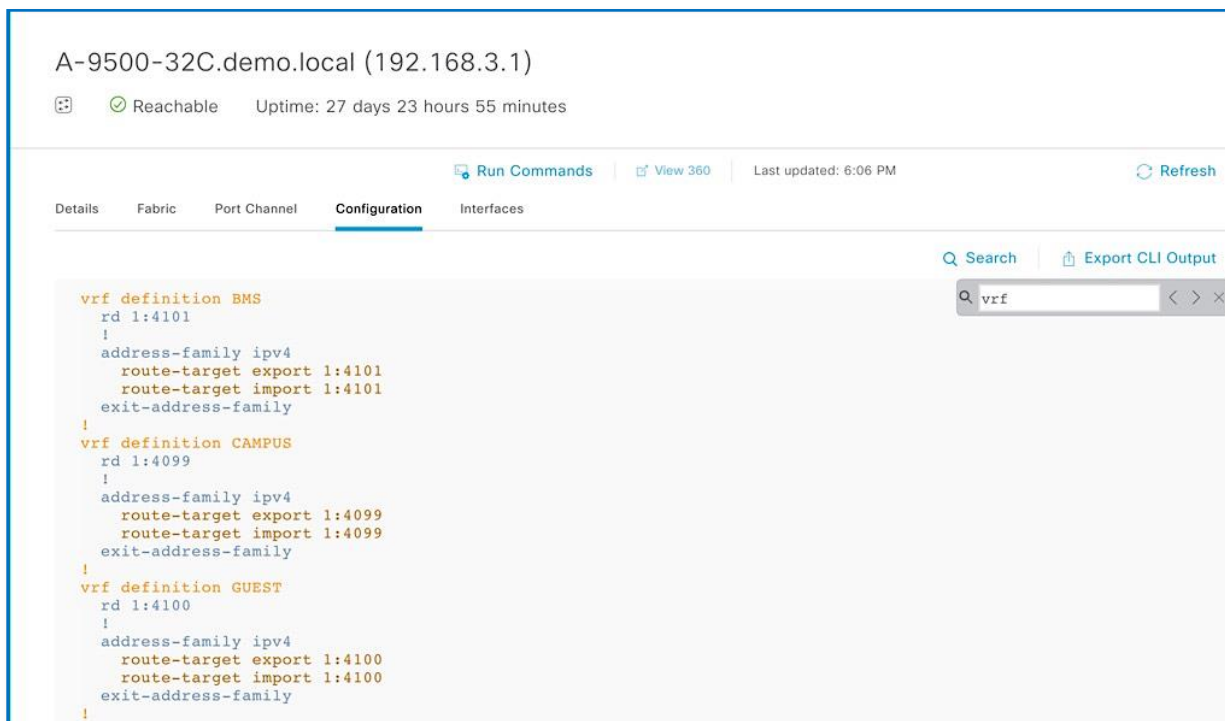 A-9500-32C.demo.local (192.168.3.1)
Reachable Uptime: 27 days 23 hours 55 minutes
Run Commands View 360 Last updated: 6:06 PM Refresh
Details Fabric Port Channel Configuration Interfaces
Search Export CLI Output
vrf
vrf definition BMS
rd 1:4101
!
address-family ipv4
route-target export 1:4101
route-target import 1:4101
exit-address-family
!
vrf definition CAMPUS
rd 1:4099
!
address-family ipv4
route-target export 1:4099
route-target import 1:4099
exit-address-family
!
vrf definition GUEST
rd 1:4100
!
address-family ipv4
route-target export 1:4100
route-target import 1:4100
exit-address-family
!